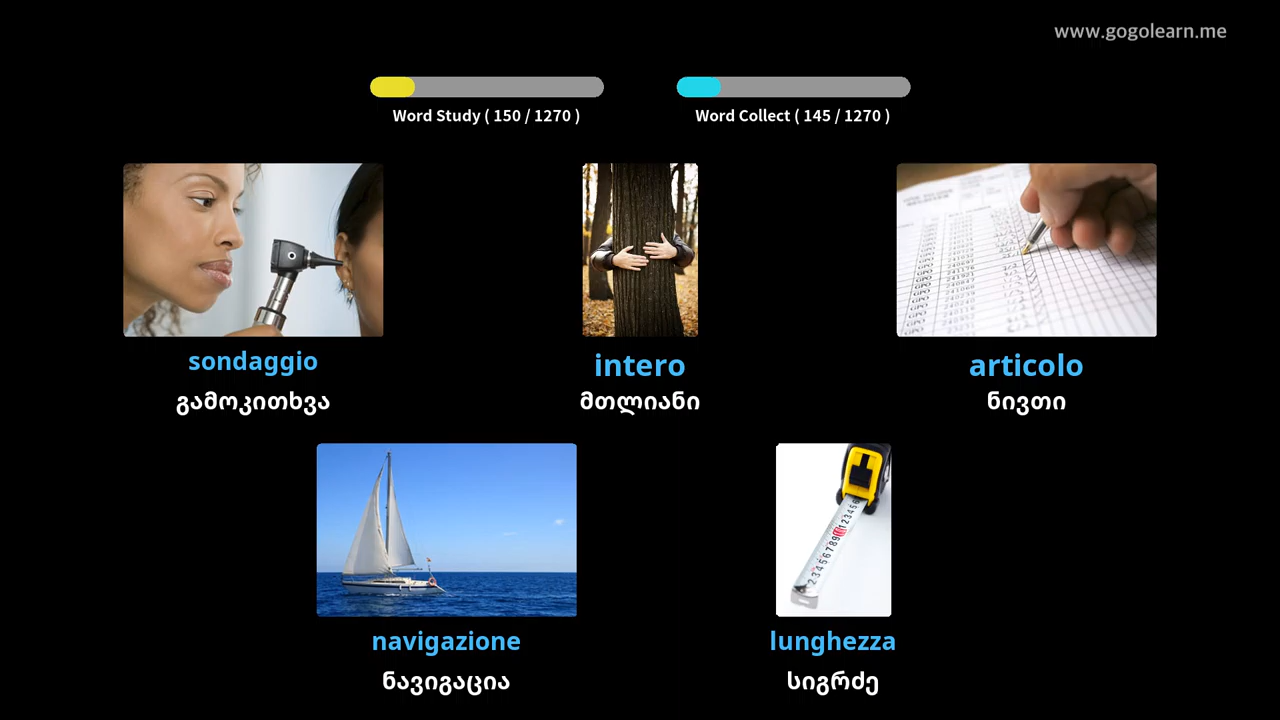 www.gogolearn.me
Word Study ( 150 / 1270 )
Word Collect ( 145 / 1270 )
sondaggio
intero
articolo
გამოკითხვა
მთლიანი
ნივთი
navigazione
lunghezza
ნავიგაცია
სიგრძე